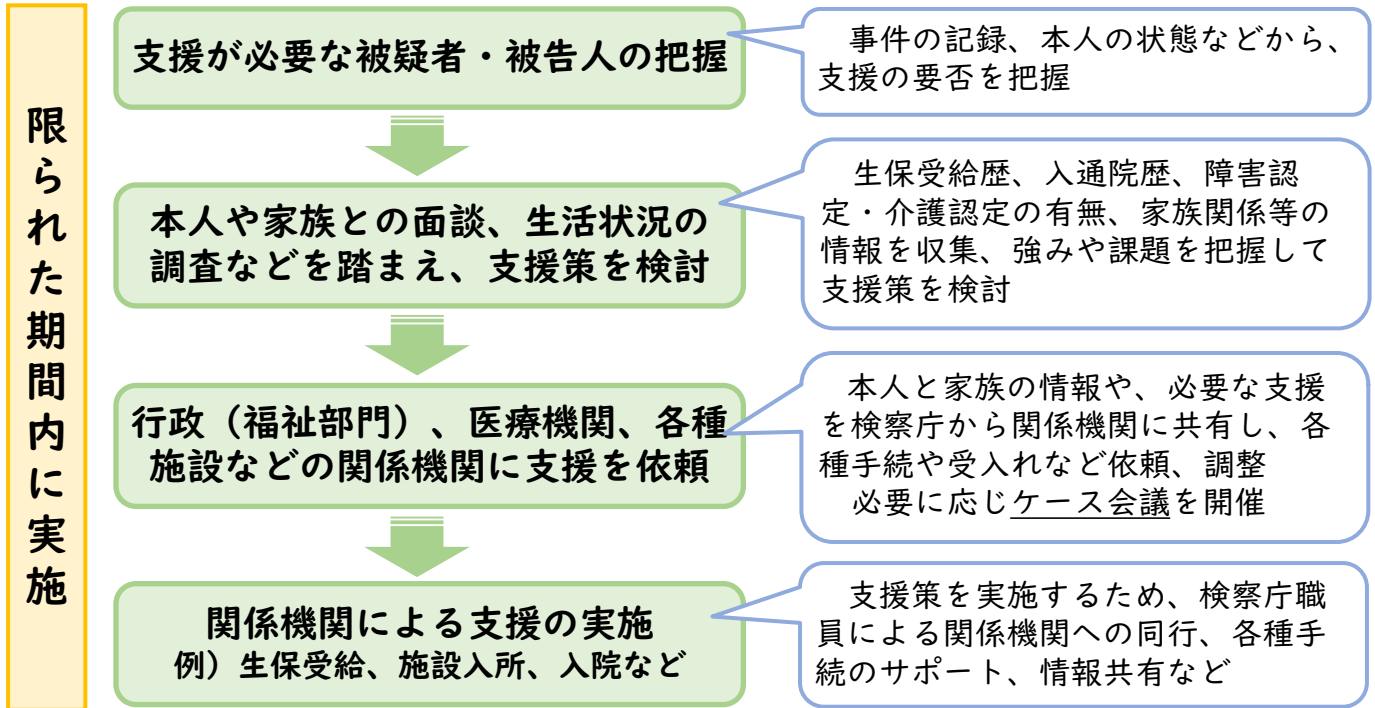 限られた期間内に実施
支援が必要な被疑者・被告人の把握
事件の記録、本人の状態などから、
支援の要否を把握
本人や家族との面談、生活状況の
調査などを踏まえ、支援策を検討
生保受給歴、入通院歴、障害認
定・介護認定の有無、家族関係等の
情報を収集、強みや課題を把握して
支援策を検討
行政（福祉部門）、医療機関、各種
施設などの関係機関に支援を依頼
本人と家族の情報や、必要な支援
を検察庁から関係機関に共有し、各
種手続や受入れなど依頼、調整
必要に応じケース会議を開催
関係機関による支援の実施
例）生保受給、施設入所、入院など
支援策を実施するため、検察庁職
員による関係機関への同行、各種手
続のサポート、情報共有など